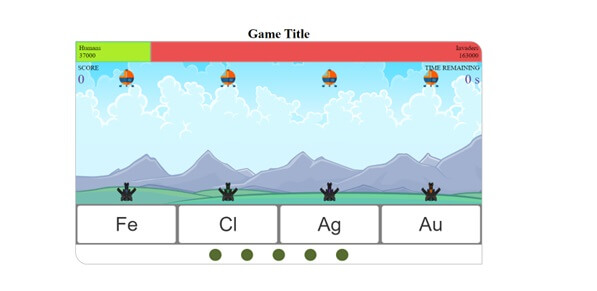 Game Title
Humans Invaders
37000 163000
SCORE TIME REMAINING
0 0 s
Fe Cl Ag Au